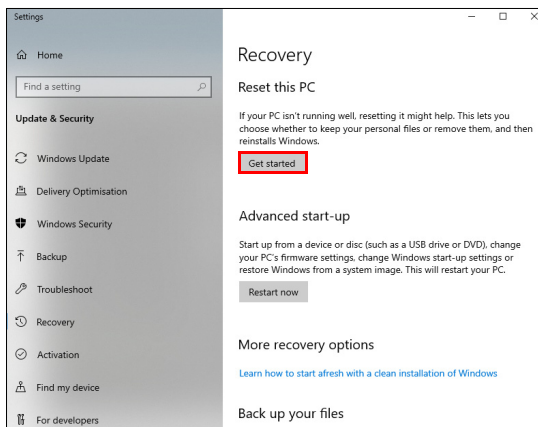 Settings
Home
Find a setting
Update & Security
Windows Update
Delivery Optimisation
Windows Security
Backup
Troubleshoot
Recovery
Activation
Find my device
For developers
Recovery
Reset this PC
If your PC isn't running well, resetting it might help. This lets you
choose whether to keep your personal files or remove them, and then
reinstalls Windows.
Get started
Advanced start-up
Start up from a device or disc (such as a USB drive or DVD), change
your PC's firmware settings, change Windows start-up settings or
restore Windows from a system image. This will restart your PC.
Restart now
More recovery options
Learn how to start afresh with a clean installation of Windows
Back up your files